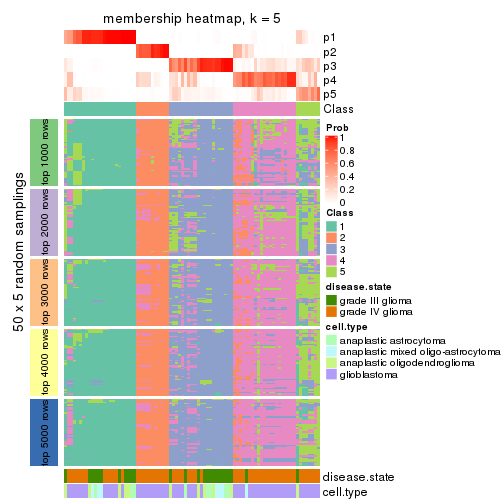 membership heatmap, k = 5
p1
p2
p3
p4
p5
Class
50 x 5 random samplings
top 1000 rows
top 2000 rows
top 3000 rows
top 4000 rows
top 5000 rows
disease.state
cell.type
Prob
1
0.8
0.6
0.4
0.2
0
Class
1
2
3
4
5
disease.state
grade III glioma
grade IV glioma
cell.type
anaplastic astrocytoma
anaplastic mixed oligo-astrocytoma
anaplastic oligodendroglioma
glioblastoma